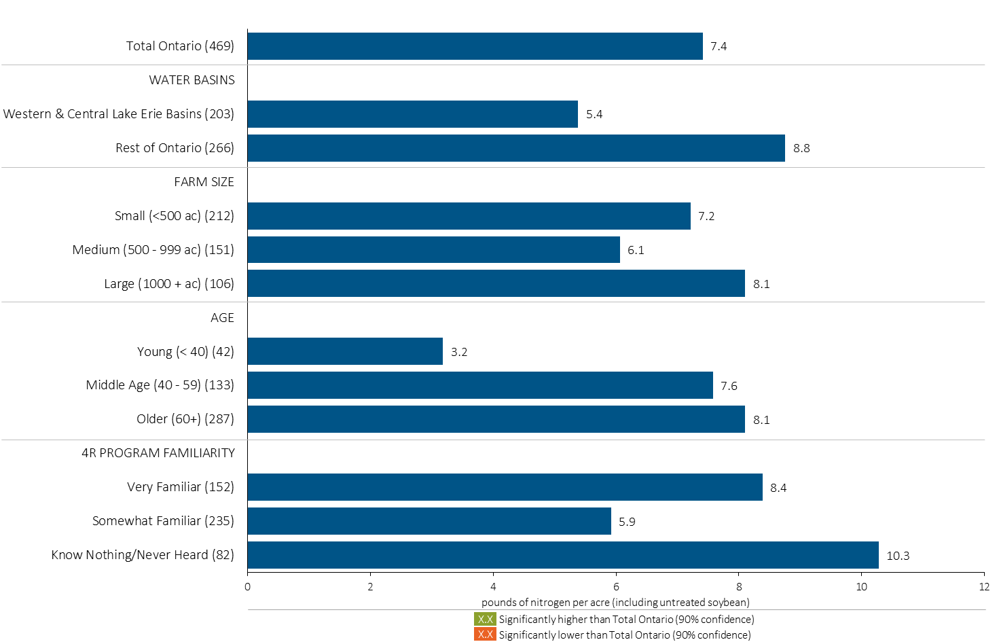 Total Ontario (469) 7.4
WATER BASINS
Western & Central Lake Erie Basins (203) 5.4
Rest of Ontario (266) 8.8
FARM SIZE
Small (<500 ac) (212) 7.2
Medium (500 - 999 ac) (151) 6.1
Large (1000 + ac) (106) 8.1
AGE
Young (< 40) (42) 3.2
Middle Age (40 - 59) (133) 7.6
Older (60+) (287) 8.1
4R PROGRAM FAMILIARITY
Very Familiar (152) 8.4
Somewhat Familiar (235) 5.9
Know Nothing/Never Heard (82) 10.3
0 2 4 6 8 10 12
pounds of nitrogen per acre (including untreated soybean)
X.X Significantly higher than Total Ontario (90% confidence)
X.X Significantly lower than Total Ontario (90% confidence)